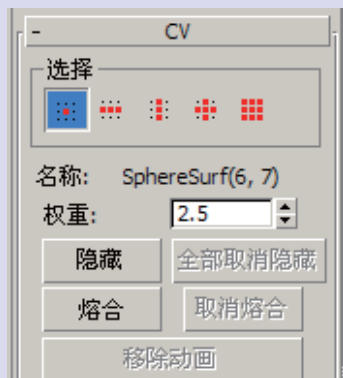 - CV
选择
名称: SphereSurf(6, 7)
权重: 2.5
隐藏 全部取消隐藏
熔合 取消熔合
移除动画